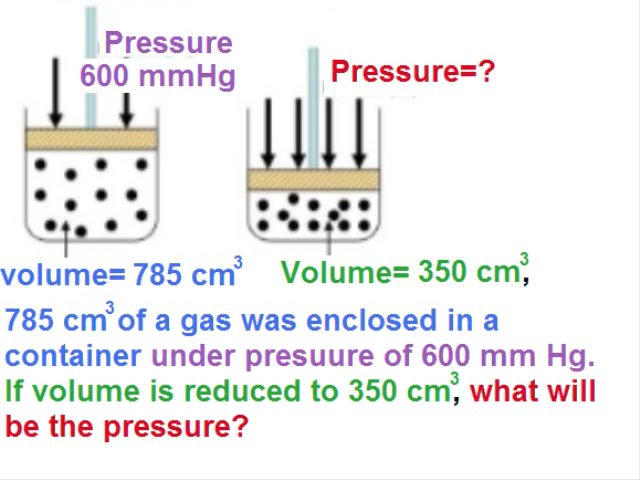 Pressure
600 mmHg
Pressure=?
volume= 785 cm³
Volume= 350 cm³,
785 cm³ of a gas was enclosed in a
container under presuure of 600 mm Hg.
If volume is reduced to 350 cm³, what will
be the pressure?